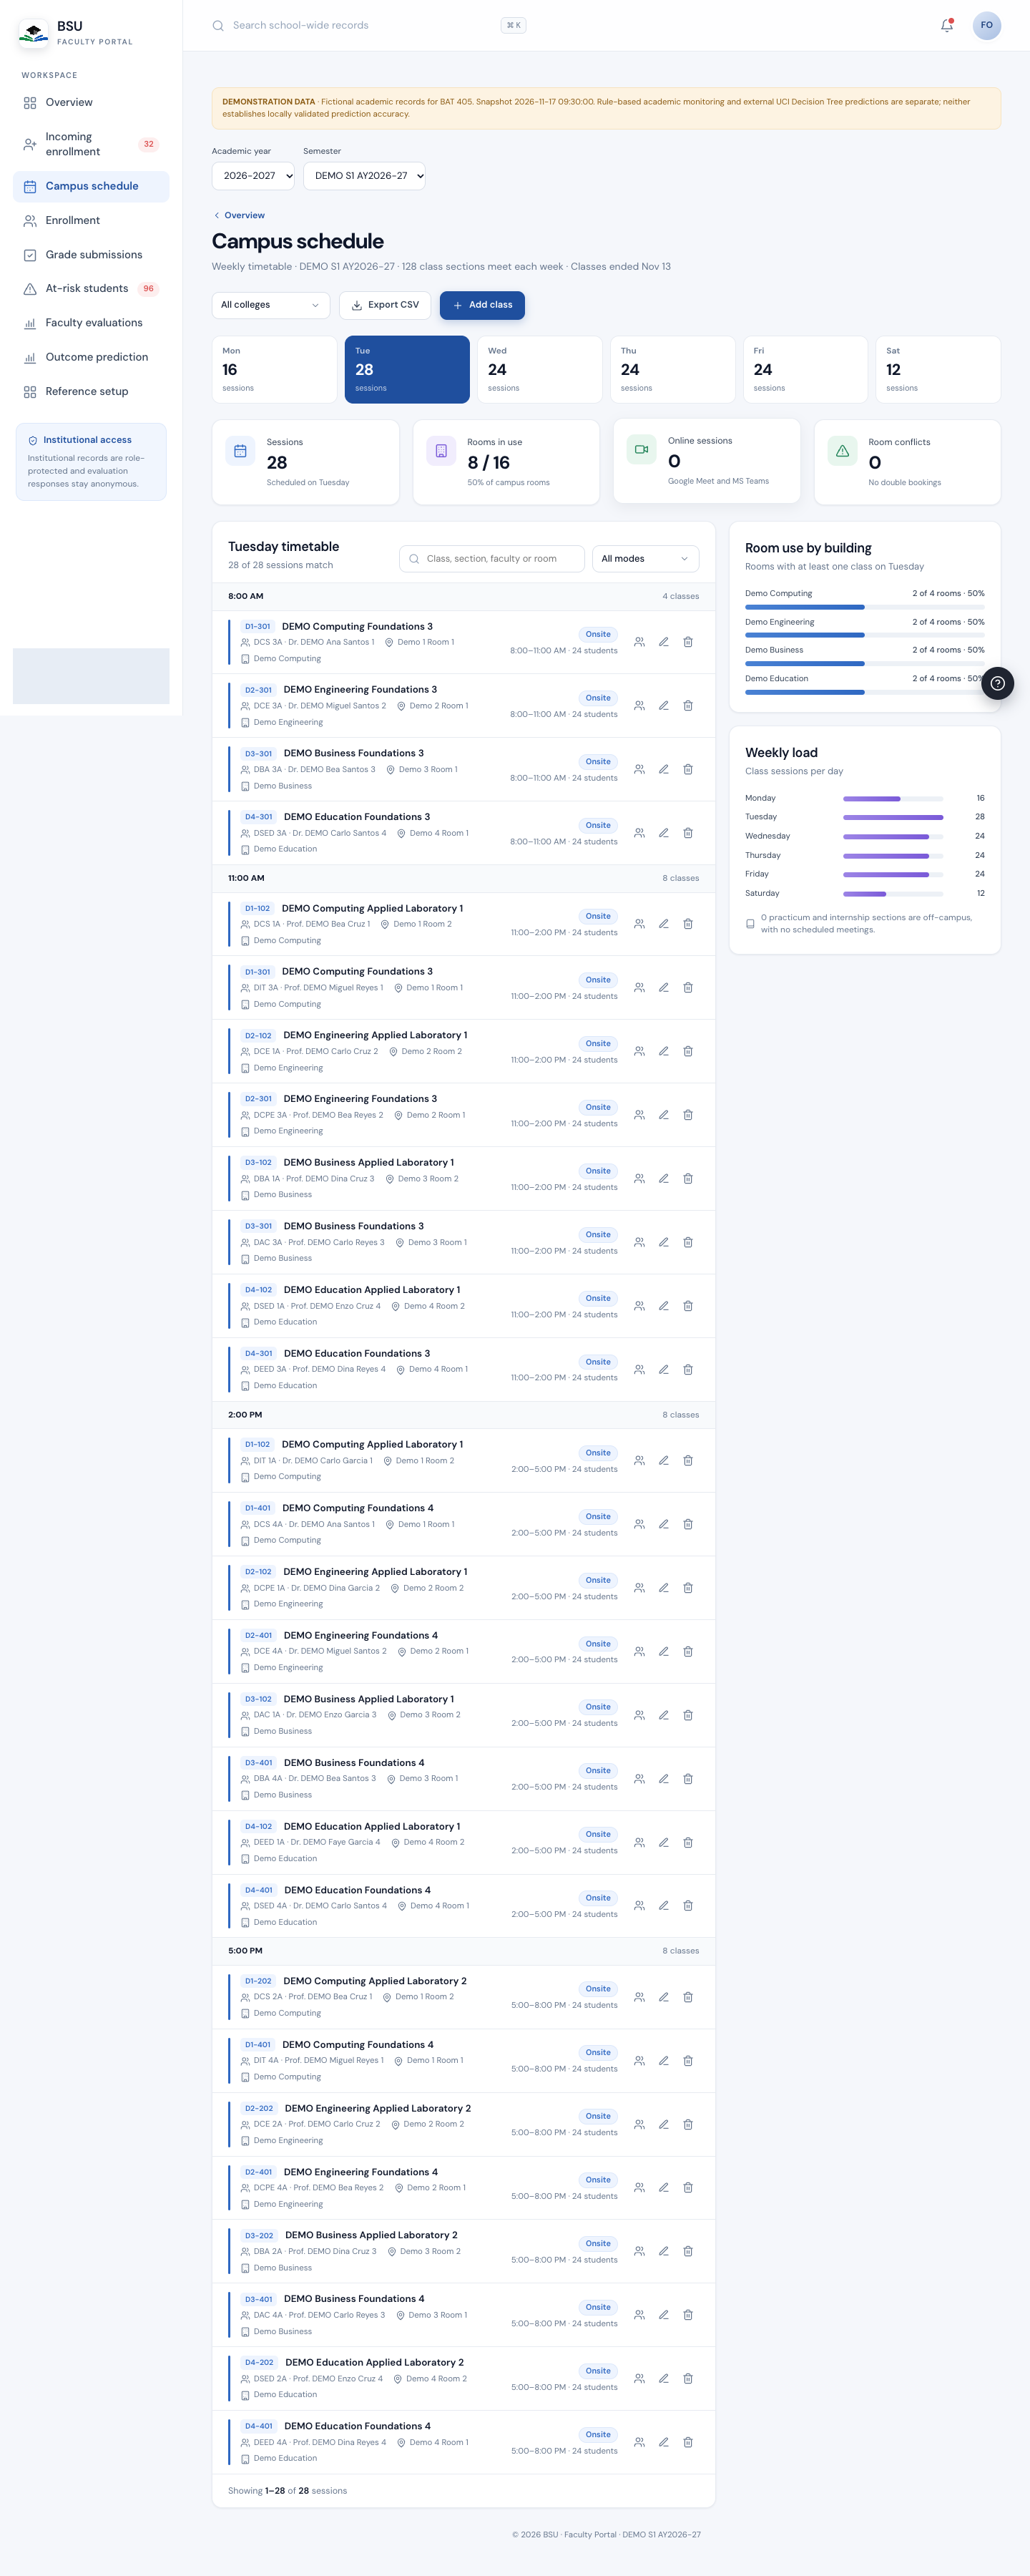 BSU
FACULTY PORTAL
WORKSPACE
Overview
Incoming
enrollment
32
Campus schedule
Enrollment
Grade submissions
At-risk students
96
Faculty evaluations
Outcome prediction
Reference setup
Institutional access
Institutional records are role-
protected and evaluation
responses stay anonymous.
Search school-wide records
⌘ K
FO
DEMONSTRATION DATA · Fictional academic records for BAT 405. Snapshot 2026-11-17 09:30:00. Rule-based academic monitoring and external UCI Decision Tree predictions are separate; neither
establishes locally validated prediction accuracy.
Academic year
Semester
2026-2027
DEMO S1 AY2026-27
Overview
Campus schedule
Weekly timetable · DEMO S1 AY2026-27 · 128 class sections meet each week · Classes ended Nov 13
All colleges
Export CSV
Add class
Mon
16
sessions
Tue
28
sessions
Wed
24
sessions
Thu
24
sessions
Fri
24
sessions
Sat
12
sessions
Sessions
28
Scheduled on Tuesday
Rooms in use
8 / 16
50% of campus rooms
Online sessions
0
Google Meet and MS Teams
Room conflicts
0
No double bookings
Tuesday timetable
28 of 28 sessions match
Class, section, faculty or room
All modes
8:00 AM
4 classes
D1-301 DEMO Computing Foundations 3
DCS 3A · Dr. DEMO Ana Santos 1 Demo 1 Room 1
Demo Computing
Onsite
8:00–11:00 AM · 24 students
D2-301 DEMO Engineering Foundations 3
DCE 3A · Dr. DEMO Miguel Santos 2 Demo 2 Room 1
Demo Engineering
Onsite
8:00–11:00 AM · 24 students
D3-301 DEMO Business Foundations 3
DBA 3A · Dr. DEMO Bea Santos 3 Demo 3 Room 1
Demo Business
Onsite
8:00–11:00 AM · 24 students
D4-301 DEMO Education Foundations 3
DSED 3A · Dr. DEMO Carlo Santos 4 Demo 4 Room 1
Demo Education
Onsite
8:00–11:00 AM · 24 students
11:00 AM
8 classes
D1-102 DEMO Computing Applied Laboratory 1
DCS 1A · Prof. DEMO Bea Cruz 1 Demo 1 Room 2
Demo Computing
Onsite
11:00–2:00 PM · 24 students
D1-301 DEMO Computing Foundations 3
DIT 3A · Prof. DEMO Miguel Reyes 1 Demo 1 Room 1
Demo Computing
Onsite
11:00–2:00 PM · 24 students
D2-102 DEMO Engineering Applied Laboratory 1
DCE 1A · Prof. DEMO Carlo Cruz 2 Demo 2 Room 2
Demo Engineering
Onsite
11:00–2:00 PM · 24 students
D2-301 DEMO Engineering Foundations 3
DCPE 3A · Prof. DEMO Bea Reyes 2 Demo 2 Room 1
Demo Engineering
Onsite
11:00–2:00 PM · 24 students
D3-102 DEMO Business Applied Laboratory 1
DBA 1A · Prof. DEMO Dina Cruz 3 Demo 3 Room 2
Demo Business
Onsite
11:00–2:00 PM · 24 students
D3-301 DEMO Business Foundations 3
DAC 3A · Prof. DEMO Carlo Reyes 3 Demo 3 Room 1
Demo Business
Onsite
11:00–2:00 PM · 24 students
D4-102 DEMO Education Applied Laboratory 1
DSED 1A · Prof. DEMO Enzo Cruz 4 Demo 4 Room 2
Demo Education
Onsite
11:00–2:00 PM · 24 students
D4-301 DEMO Education Foundations 3
DEED 3A · Prof. DEMO Dina Reyes 4 Demo 4 Room 1
Demo Education
Onsite
11:00–2:00 PM · 24 students
2:00 PM
8 classes
D1-102 DEMO Computing Applied Laboratory 1
DIT 1A · Dr. DEMO Carlo Garcia 1 Demo 1 Room 2
Demo Computing
Onsite
2:00–5:00 PM · 24 students
D1-401 DEMO Computing Foundations 4
DCS 4A · Dr. DEMO Ana Santos 1 Demo 1 Room 1
Demo Computing
Onsite
2:00–5:00 PM · 24 students
D2-102 DEMO Engineering Applied Laboratory 1
DCPE 1A · Dr. DEMO Dina Garcia 2 Demo 2 Room 2
Demo Engineering
Onsite
2:00–5:00 PM · 24 students
D2-401 DEMO Engineering Foundations 4
DCE 4A · Dr. DEMO Miguel Santos 2 Demo 2 Room 1
Demo Engineering
Onsite
2:00–5:00 PM · 24 students
D3-102 DEMO Business Applied Laboratory 1
DAC 1A · Dr. DEMO Enzo Garcia 3 Demo 3 Room 2
Demo Business
Onsite
2:00–5:00 PM · 24 students
D3-401 DEMO Business Foundations 4
DBA 4A · Dr. DEMO Bea Santos 3 Demo 3 Room 1
Demo Business
Onsite
2:00–5:00 PM · 24 students
D4-102 DEMO Education Applied Laboratory 1
DEED 1A · Dr. DEMO Faye Garcia 4 Demo 4 Room 2
Demo Education
Onsite
2:00–5:00 PM · 24 students
D4-401 DEMO Education Foundations 4
DSED 4A · Dr. DEMO Carlo Santos 4 Demo 4 Room 1
Demo Education
Onsite
2:00–5:00 PM · 24 students
5:00 PM
8 classes
D1-202 DEMO Computing Applied Laboratory 2
DCS 2A · Prof. DEMO Bea Cruz 1 Demo 1 Room 2
Demo Computing
Onsite
5:00–8:00 PM · 24 students
D1-401 DEMO Computing Foundations 4
DIT 4A · Prof. DEMO Miguel Reyes 1 Demo 1 Room 1
Demo Computing
Onsite
5:00–8:00 PM · 24 students
D2-202 DEMO Engineering Applied Laboratory 2
DCE 2A · Prof. DEMO Carlo Cruz 2 Demo 2 Room 2
Demo Engineering
Onsite
5:00–8:00 PM · 24 students
D2-401 DEMO Engineering Foundations 4
DCPE 4A · Prof. DEMO Bea Reyes 2 Demo 2 Room 1
Demo Engineering
Onsite
5:00–8:00 PM · 24 students
D3-202 DEMO Business Applied Laboratory 2
DBA 2A · Prof. DEMO Dina Cruz 3 Demo 3 Room 2
Demo Business
Onsite
5:00–8:00 PM · 24 students
D3-401 DEMO Business Foundations 4
DAC 4A · Prof. DEMO Carlo Reyes 3 Demo 3 Room 1
Demo Business
Onsite
5:00–8:00 PM · 24 students
D4-202 DEMO Education Applied Laboratory 2
DSED 2A · Prof. DEMO Enzo Cruz 4 Demo 4 Room 2
Demo Education
Onsite
5:00–8:00 PM · 24 students
D4-401 DEMO Education Foundations 4
DEED 4A · Prof. DEMO Dina Reyes 4 Demo 4 Room 1
Demo Education
Onsite
5:00–8:00 PM · 24 students
Showing 1–28 of 28 sessions
Room use by building
Rooms with at least one class on Tuesday
Demo Computing 2 of 4 rooms · 50%
Demo Engineering 2 of 4 rooms · 50%
Demo Business 2 of 4 rooms · 50%
Demo Education 2 of 4 rooms · 50%
Weekly load
Class sessions per day
Monday 16
Tuesday 28
Wednesday 24
Thursday 24
Friday 24
Saturday 12
0 practicum and internship sections are off-campus,
with no scheduled meetings.
© 2026 BSU · Faculty Portal · DEMO S1 AY2026-27